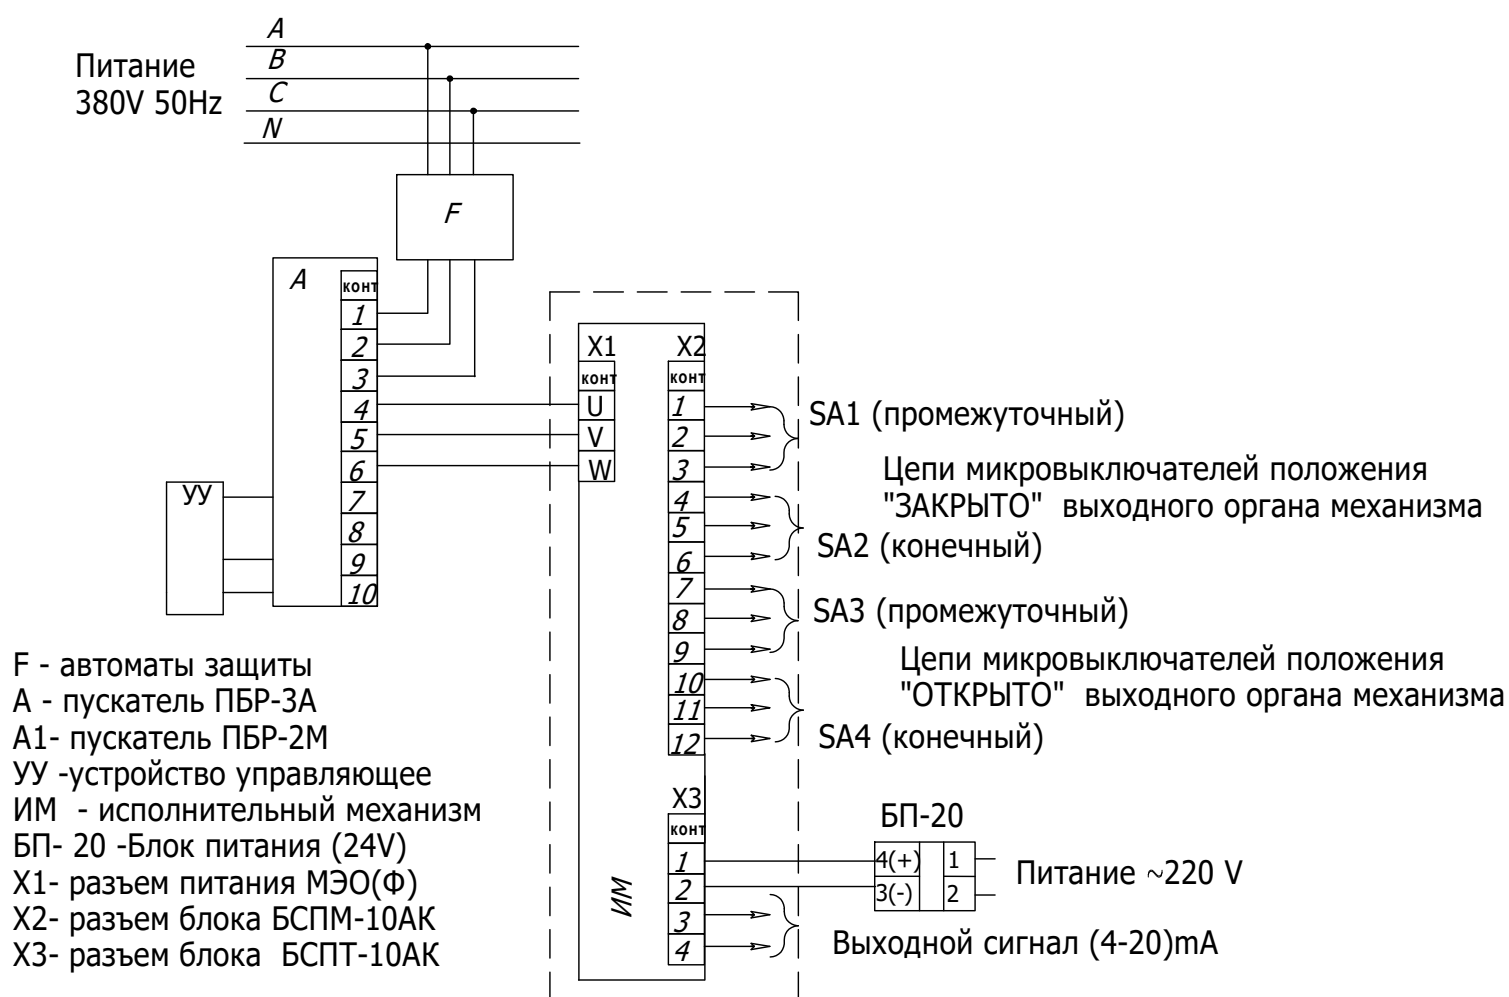 A
Питание
B
380V 50Hz
C
N
F
A
конт
1
2
3
4
5
6
7
8
9
10
УУ
X1
конт
U
V
W
X2
конт
1
2
3
4
5
6
7
8
9
10
11
12
SA1 (промежуточный)
Цепи микровыключателей положения
"ЗАКРЫТО" выходного органа механизма
SA2 (конечный)
SA3 (промежуточный)
Цепи микровыключателей положения
"ОТКРЫТО" выходного органа механизма
SA4 (конечный)
X3
конт
1
2
3
4
ИМ
БП-20
4(+) 1
3(-) 2
Питание ~220 V
Выходной сигнал (4-20)mA
F - автоматы защиты
А - пускатель ПБР-3А
А1- пускатель ПБР-2М
УУ -устройство управляющее
ИМ - исполнительный механизм
БП- 20 -Блок питания (24V)
Х1- разъем питания МЭО(Ф)
Х2- разъем блока БСПМ-10АК
Х3- разъем блока БСПТ-10АК